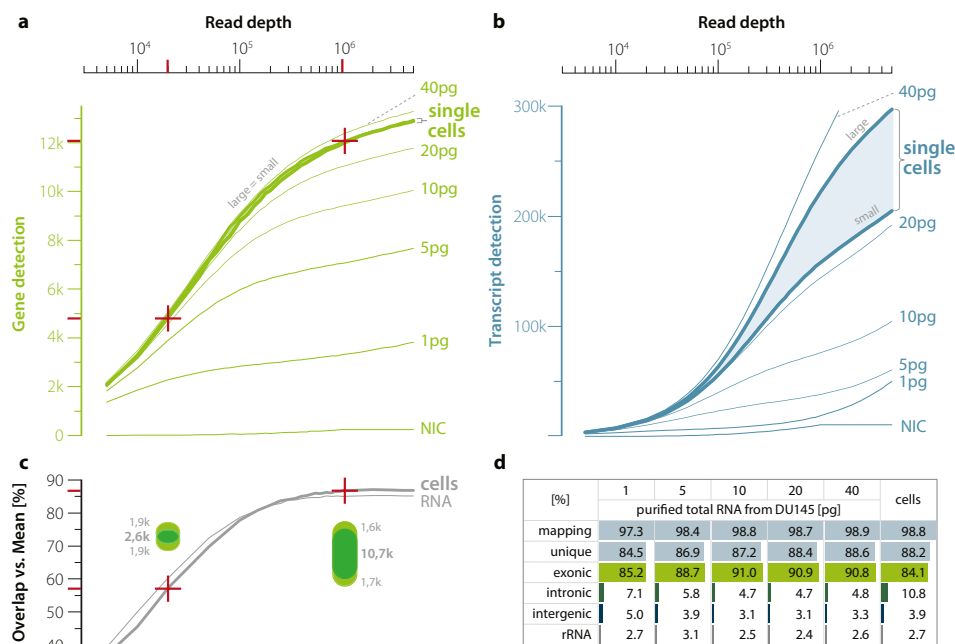 a
Read depth
10⁴
10⁵
10⁶
Gene detection
12k
10k
8k
6k
4k
2k
0
large = small
40pg
single
cells
20pg
10pg
5pg
1pg
NIC
b
Read depth
10⁴
10⁵
10⁶
Transcript detection
300k
200k
100k
large
small
40pg
single
cells
20pg
10pg
5pg
1pg
NIC
c
Overlap vs. Mean [%]
90
80
70
60
50
40
1,9k
2,6k
1,9k
1,6k
10,7k
1,7k
cells
RNA
d
[%] 1 5 10 20 40 cells
purified total RNA from DU145 [pg]
mapping 97.3 98.4 98.8 98.7 98.9 98.8
unique 84.5 86.9 87.2 88.4 88.6 88.2
exonic 85.2 88.7 91.0 90.9 90.8 84.1
intronic 7.1 5.8 4.7 4.7 4.8 10.8
intergenic 5.0 3.9 3.1 3.1 3.3 3.9
rRNA 2.7 3.1 2.5 2.4 2.6 2.7